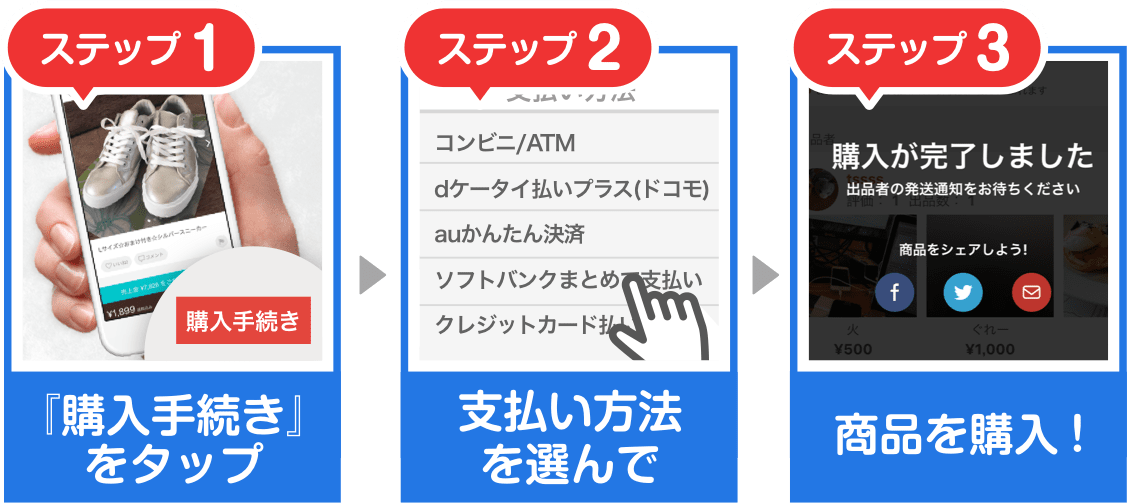 ステップ 1
Lサイズ☆おまけ付き☆シルバースニーカー
いいね!
コメント
¥1,899
購入手続き
『購入手続き』
をタップ
ステップ 2
支払い方法
コンビニ/ATM
dケータイ払いプラス(ドコモ)
auかんたん決済
ソフトバンクまとめて支払い
クレジットカード払い
支払い方法
を選んで
ステップ 3
品者
購入が完了しました
出品者の発送通知をお待ちください
評価: 1 出品数: 1
商品をシェアしよう!
火
¥500
ぐれー
¥1,000
商品を購入!